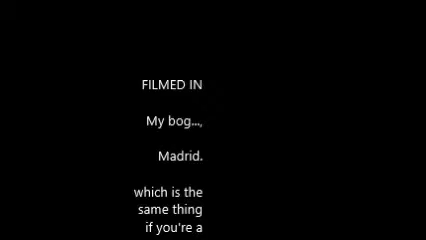 FILMED IN
My bog...,
Madrid.
which is the
same thing
if you're a